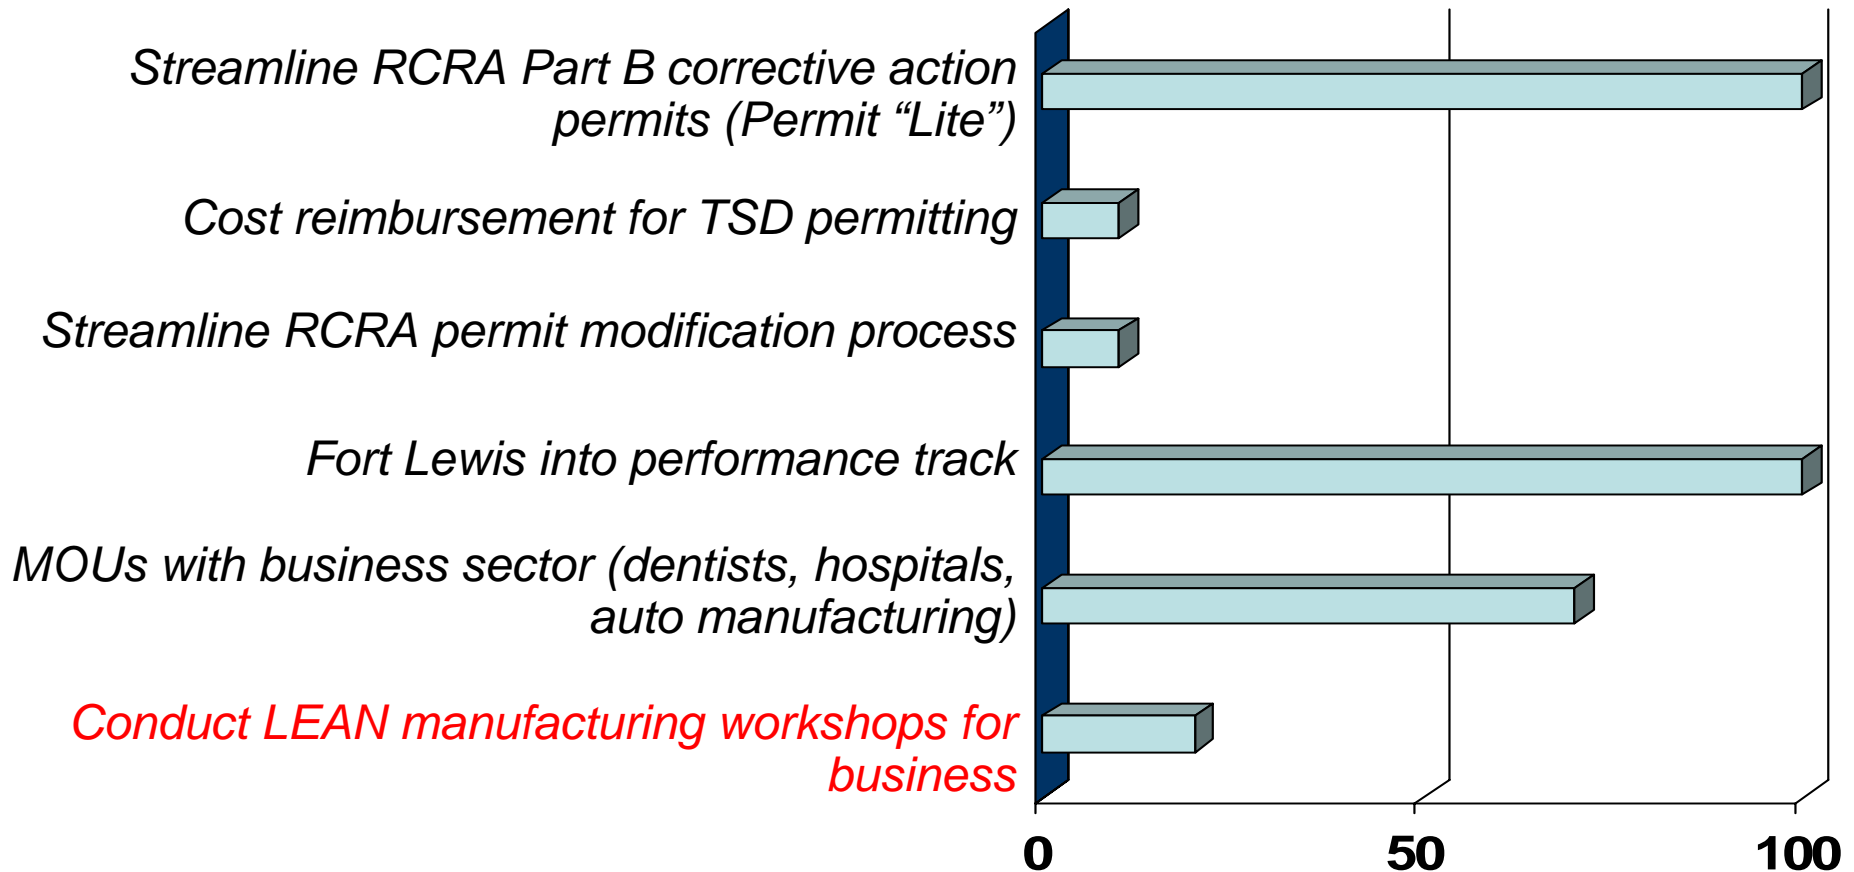 Streamline RCRA Part B corrective action
permits (Permit “Lite”)
Cost reimbursement for TSD permitting
Streamline RCRA permit modification process
Fort Lewis into performance track
MOUs with business sector (dentists, hospitals,
auto manufacturing)
Conduct LEAN manufacturing workshops for
business
0 50 100